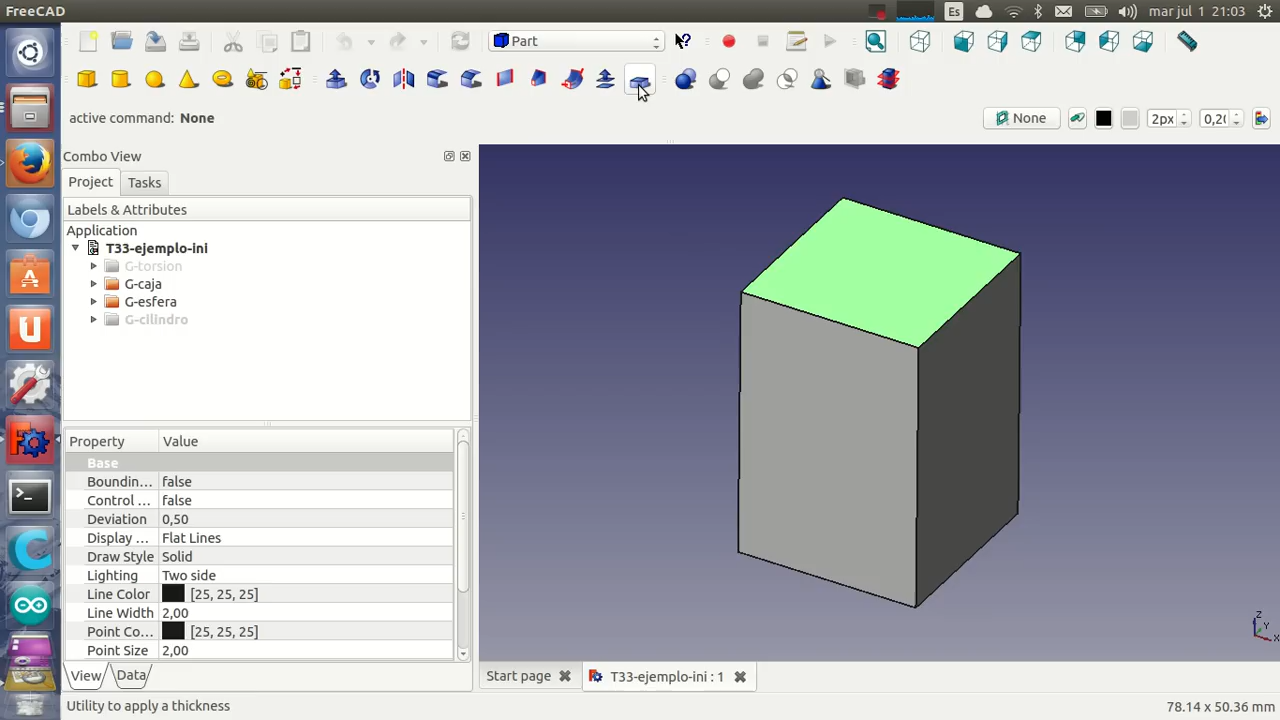 FreeCAD
Es
mar jul 1 21:03
Part
active command: None
None
2px
0,20
Combo View
Project
Tasks
Labels & Attributes
Application
T33-ejemplo-ini
G-torsion
G-caja
G-esfera
G-cilindro
Property Value
Base
Boundin... false
Control ... false
Deviation 0,50
Display ... Flat Lines
Draw Style Solid
Lighting Two side
Line Color [25, 25, 25]
Line Width 2,00
Point Co... [25, 25, 25]
Point Size 2,00
View
Data
Start page
T33-ejemplo-ini : 1
Z
Y
X
Utility to apply a thickness
78.14 x 50.36 mm